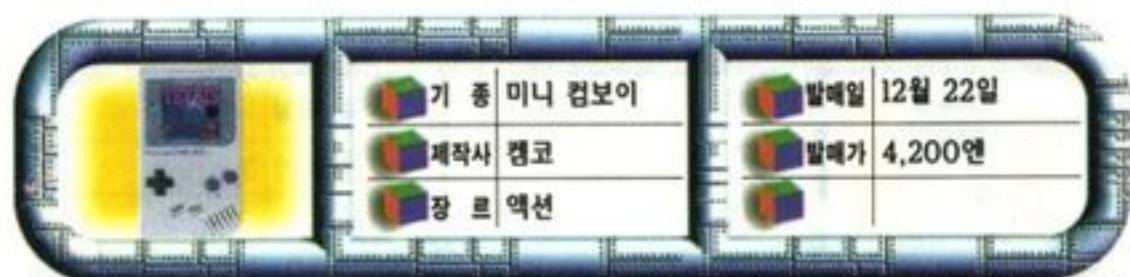 기 종 미니 컴보이
제작사 켐코
장 르 액션
발매일 12월 22일
발매가 4,200엔